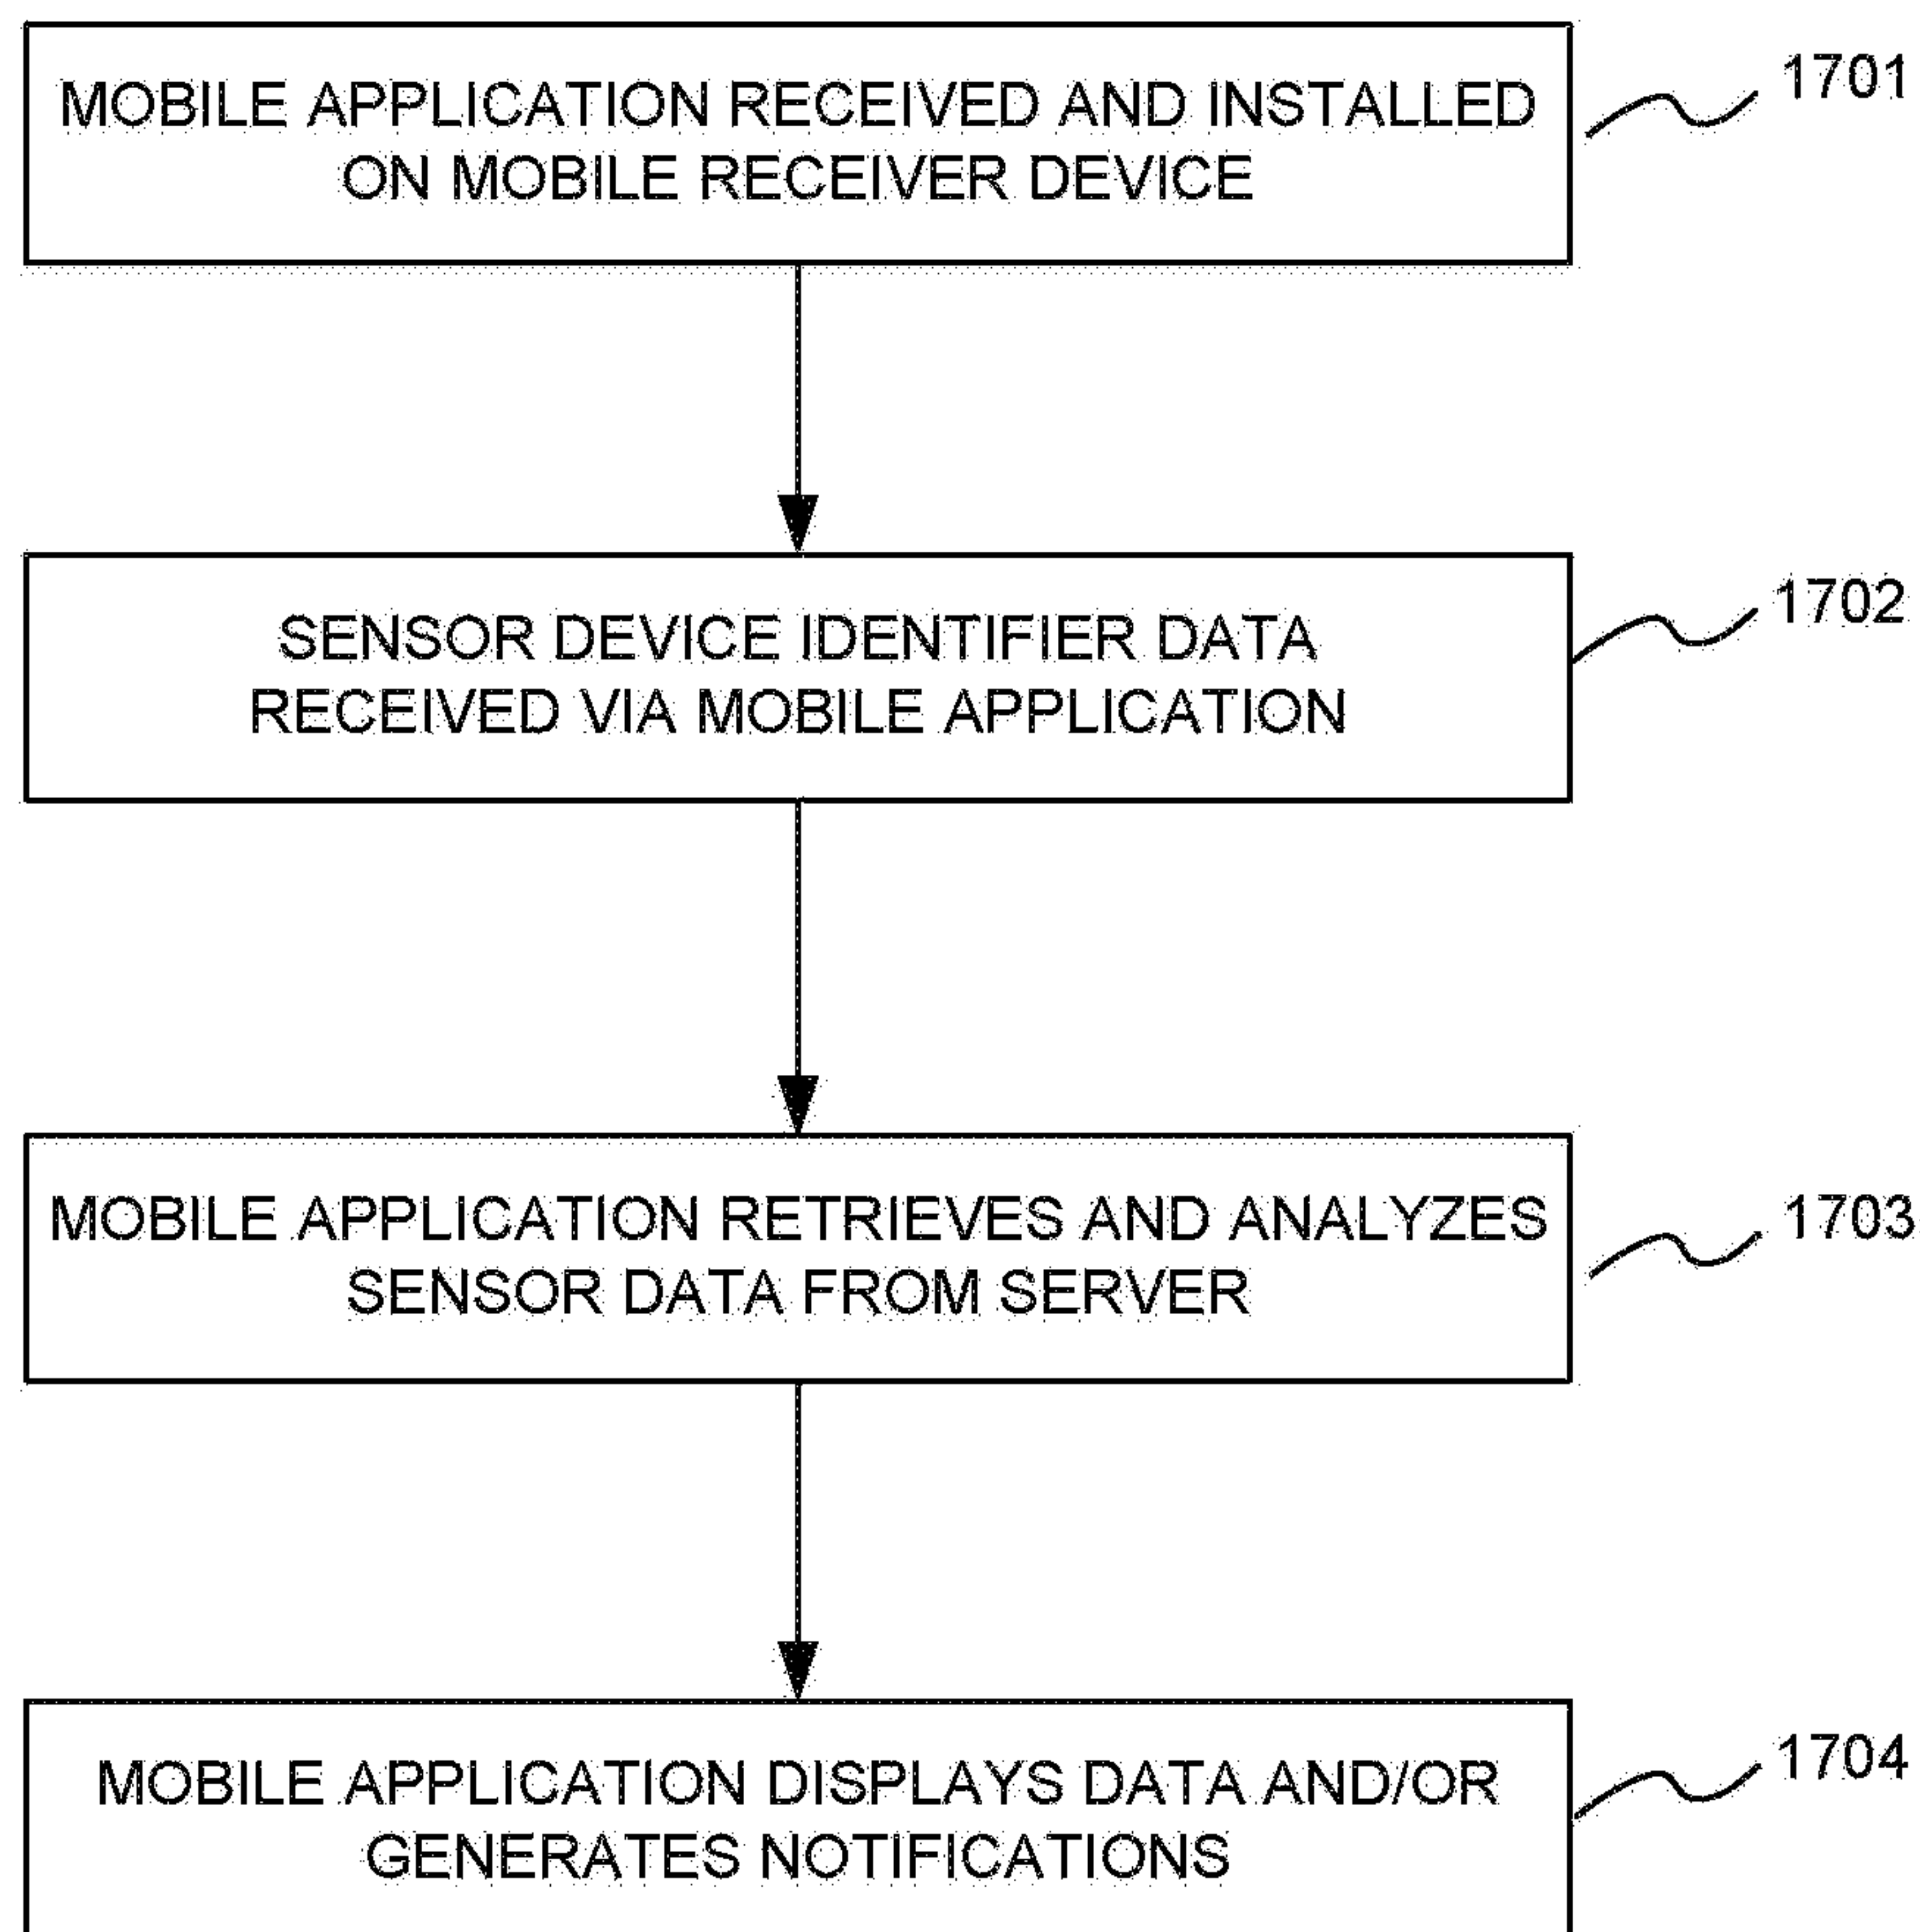 MOBILE APPLICATION RECEIVED AND INSTALLED
ON MOBILE RECEIVER DEVICE
1701
SENSOR DEVICE IDENTIFIER DATA
RECEIVED VIA MOBILE APPLICATION
1702
MOBILE APPLICATION RETRIEVES AND ANALYZES
SENSOR DATA FROM SERVER
1703
MOBILE APPLICATION DISPLAYS DATA AND/OR
GENERATES NOTIFICATIONS
1704